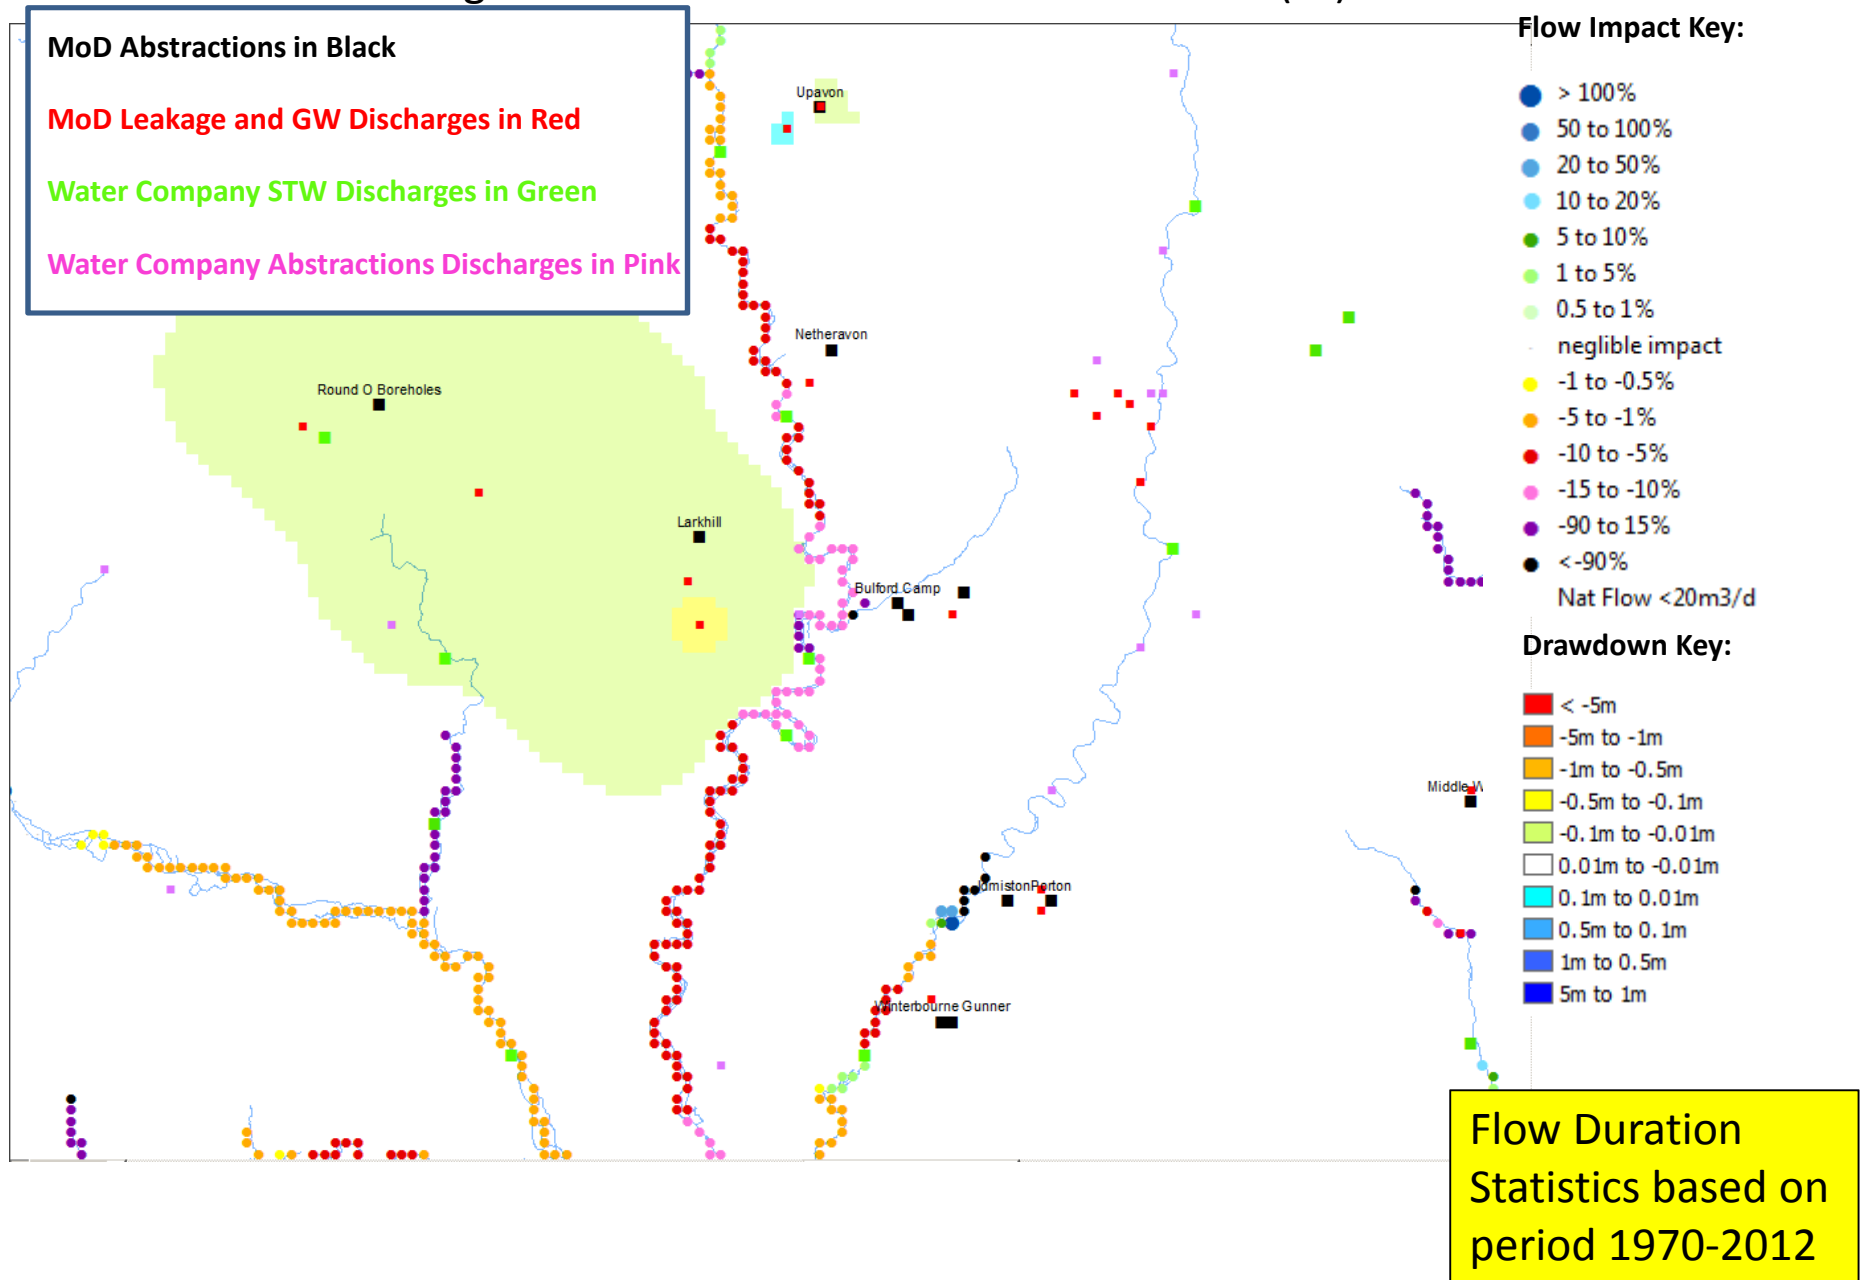 MoD Abstractions in Black
MoD Leakage and GW Discharges in Red
Water Company STW Discharges in Green
Water Company Abstractions Discharges in Pink
Upavon
Netheravon
Round O Boreholes
Larkhill
Bulford Camp
Middle W
Porton
Winterbourne Gunner
Flow Impact Key:
> 100%
50 to 100%
20 to 50%
10 to 20%
5 to 10%
1 to 5%
0.5 to 1%
neglible impact
-1 to -0.5%
-5 to -1%
-10 to -5%
-15 to -10%
-90 to 15%
<-90%
Nat Flow <20m3/d
Drawdown Key:
< -5m
-5m to -1m
-1m to -0.5m
-0.5m to -0.1m
-0.1m to -0.01m
0.01m to -0.01m
0.1m to 0.01m
0.5m to 0.1m
1m to 0.5m
5m to 1m
Flow Duration
Statistics based on
period 1970-2012